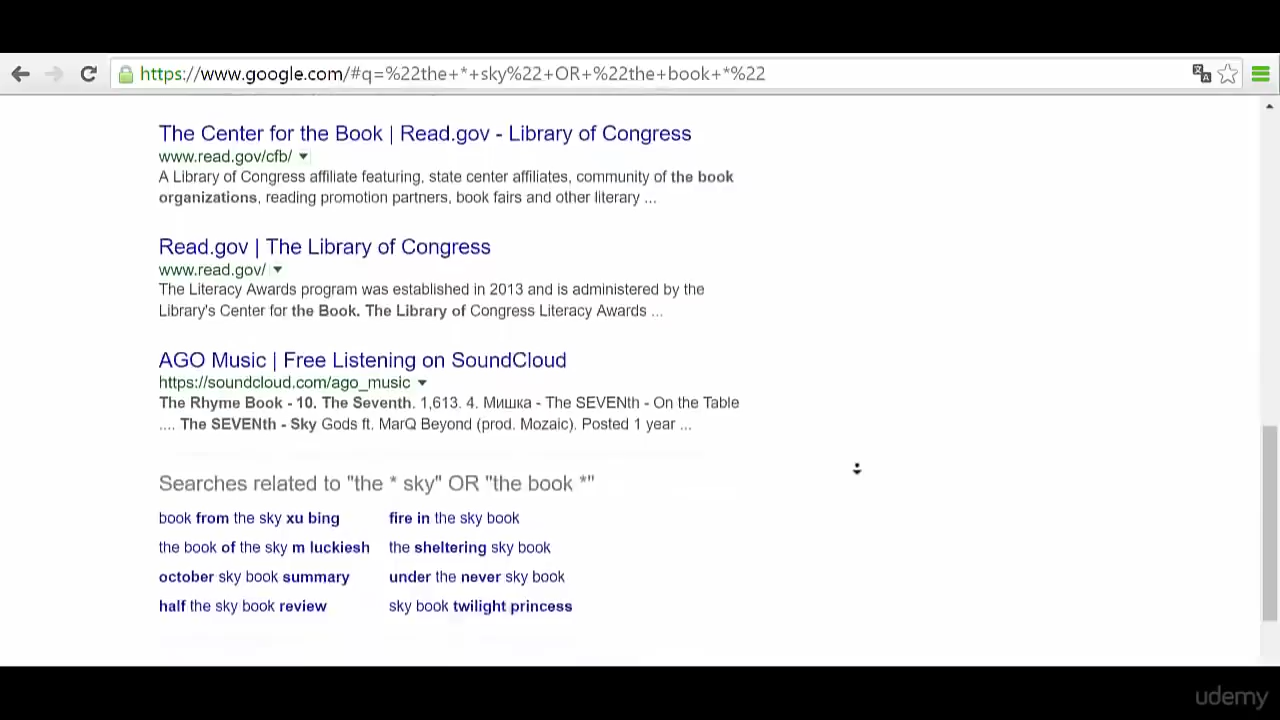 https://www.google.com/#q=%22the+*+sky%22+OR+%22the+book+*%22
The Center for the Book | Read.gov - Library of Congress
www.read.gov/cfb/
A Library of Congress affiliate featuring, state center affiliates, community of the book
organizations, reading promotion partners, book fairs and other literary ...
Read.gov | The Library of Congress
www.read.gov/
The Literacy Awards program was established in 2013 and is administered by the
Library's Center for the Book. The Library of Congress Literacy Awards ...
AGO Music | Free Listening on SoundCloud
https://soundcloud.com/ago_music
The Rhyme Book - 10. The Seventh. 1,613. 4. Мишка - The SEVENth - On the Table
.... The SEVENth - Sky Gods ft. MarQ Beyond (prod. Mozaic). Posted 1 year ...
Searches related to "the * sky" OR "the book *"
book from the sky xu bing
fire in the sky book
the book of the sky m luckiesh
the sheltering sky book
october sky book summary
under the never sky book
half the sky book review
sky book twilight princess
udemy